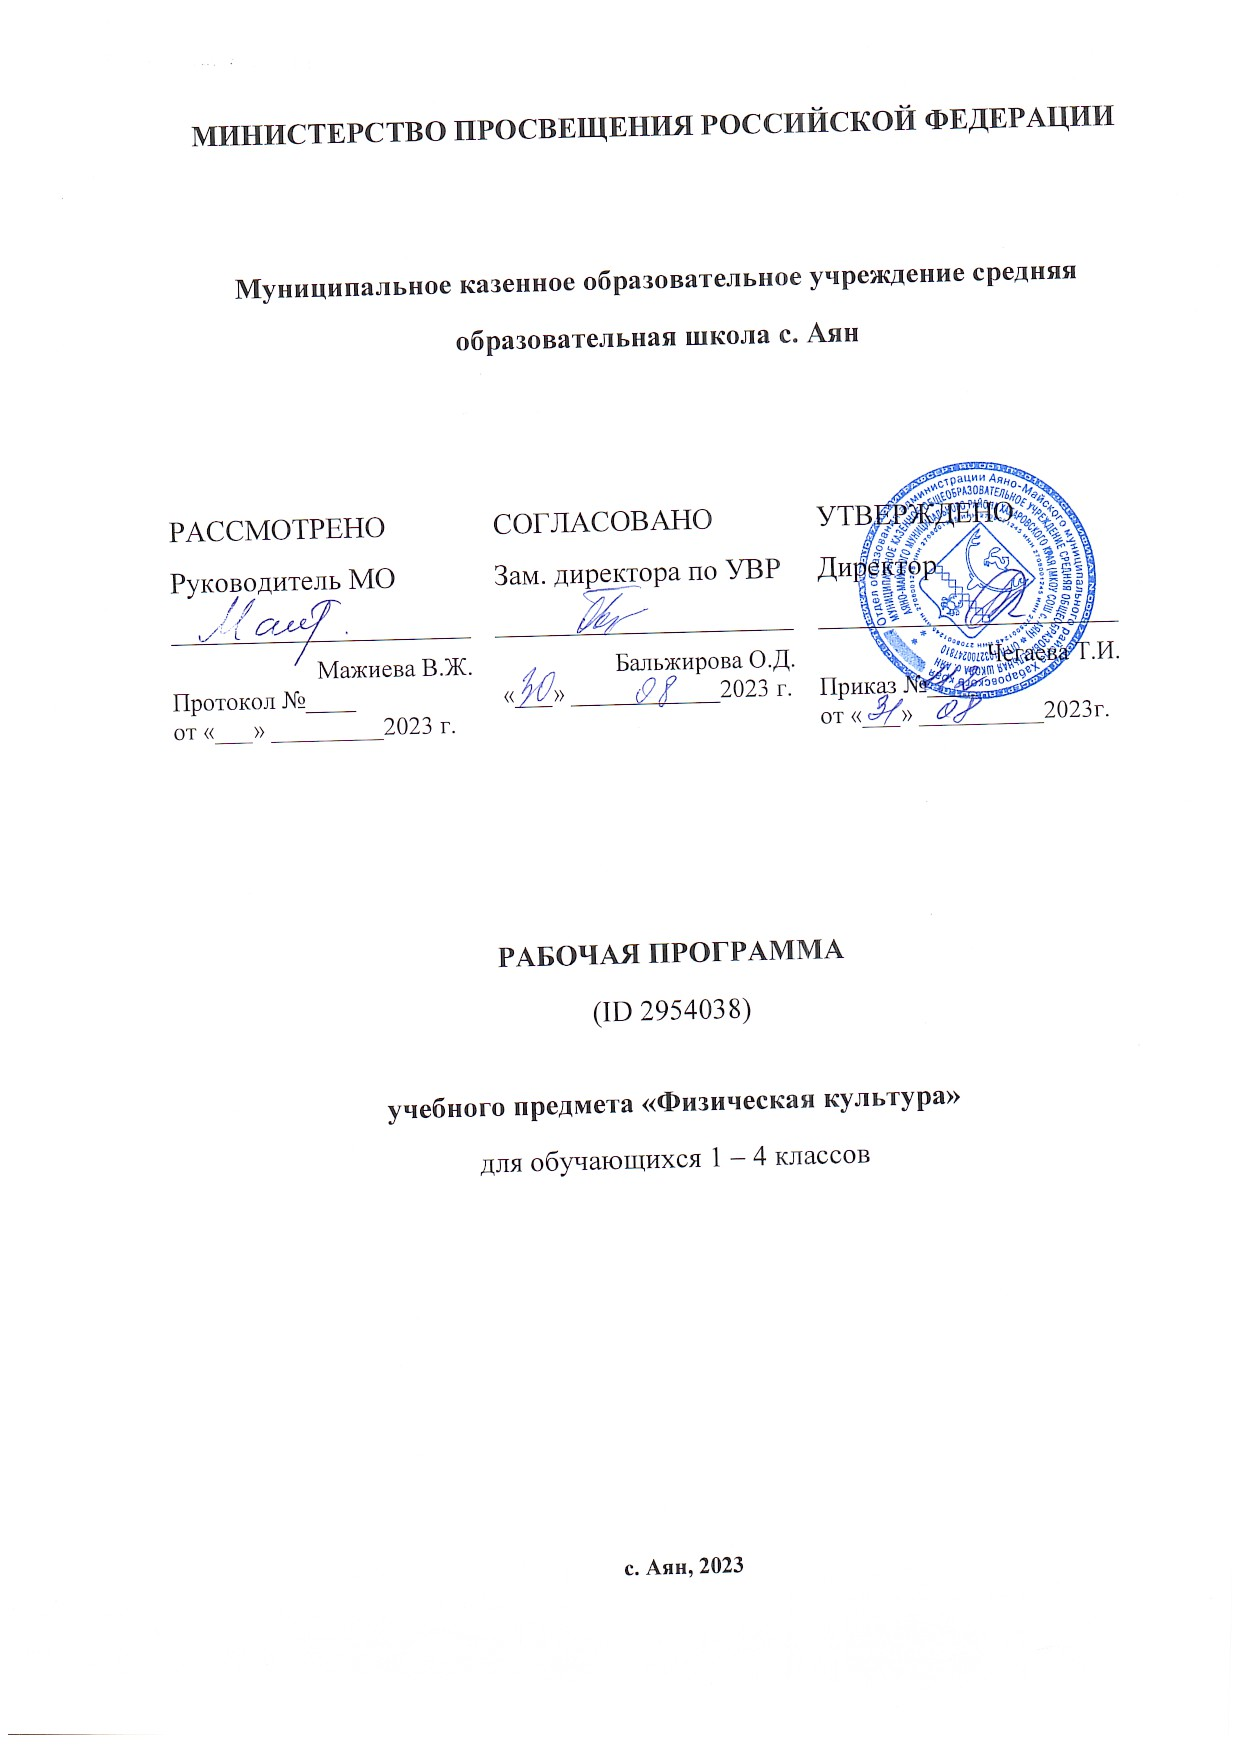 МИНИСТЕРСТВО ПРОСВЕЩЕНИЯ РОССИЙСКОЙ ФЕДЕРАЦИИ
Муниципальное казенное образовательное учреждение средняя
образовательная школа с. Аян
РАССМОТРЕНО
Руководитель МО
Мажиева В.Ж.
Протокол №____
от «___» _________2023 г.
СОГЛАСОВАНО
Зам. директора по УВР
Бальжирова О.Д.
«30» 08 2023 г.
УТВЕРЖДЕНО
Директор
Чегаева Т.И.
Приказ №
от «31» 08 2023г.
РАБОЧАЯ ПРОГРАММА
(ID 2954038)
учебного предмета «Физическая культура»
для обучающихся 1 – 4 классов
с. Аян, 2023